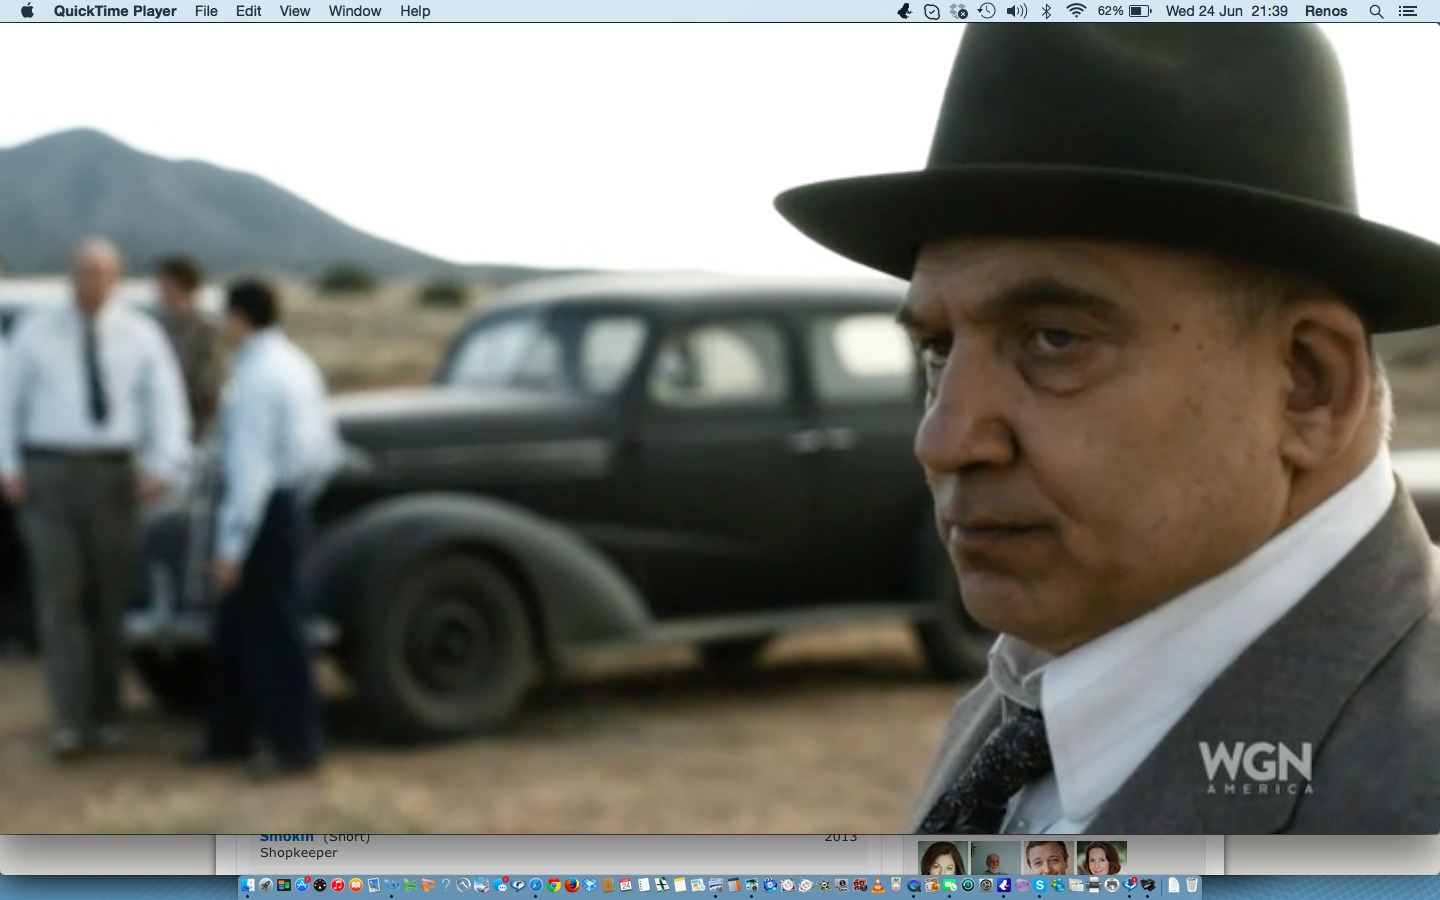 QuickTime Player File Edit View Window Help 62% Wed 24 Jun 21:39 Renos
WGN
AMERICA
Smokin' (Short) 2013
Shopkeeper